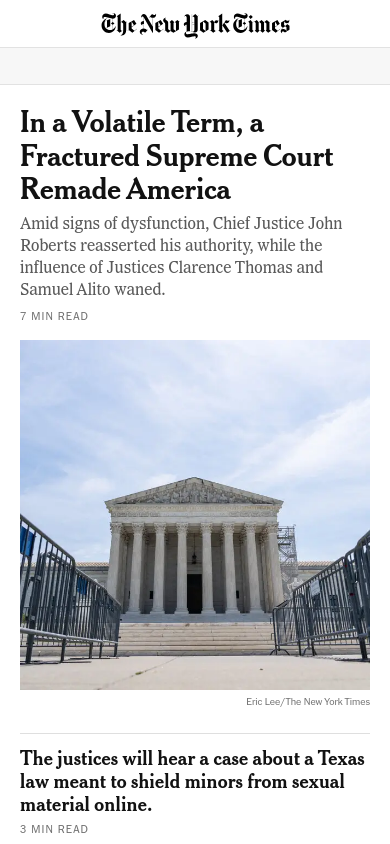 The New York Times
In a Volatile Term, a
Fractured Supreme Court
Remade America
Amid signs of dysfunction, Chief Justice John
Roberts reasserted his authority, while the
influence of Justices Clarence Thomas and
Samuel Alito waned.
7 MIN READ
Eric Lee/The New York Times
The justices will hear a case about a Texas
law meant to shield minors from sexual
material online.
3 MIN READ